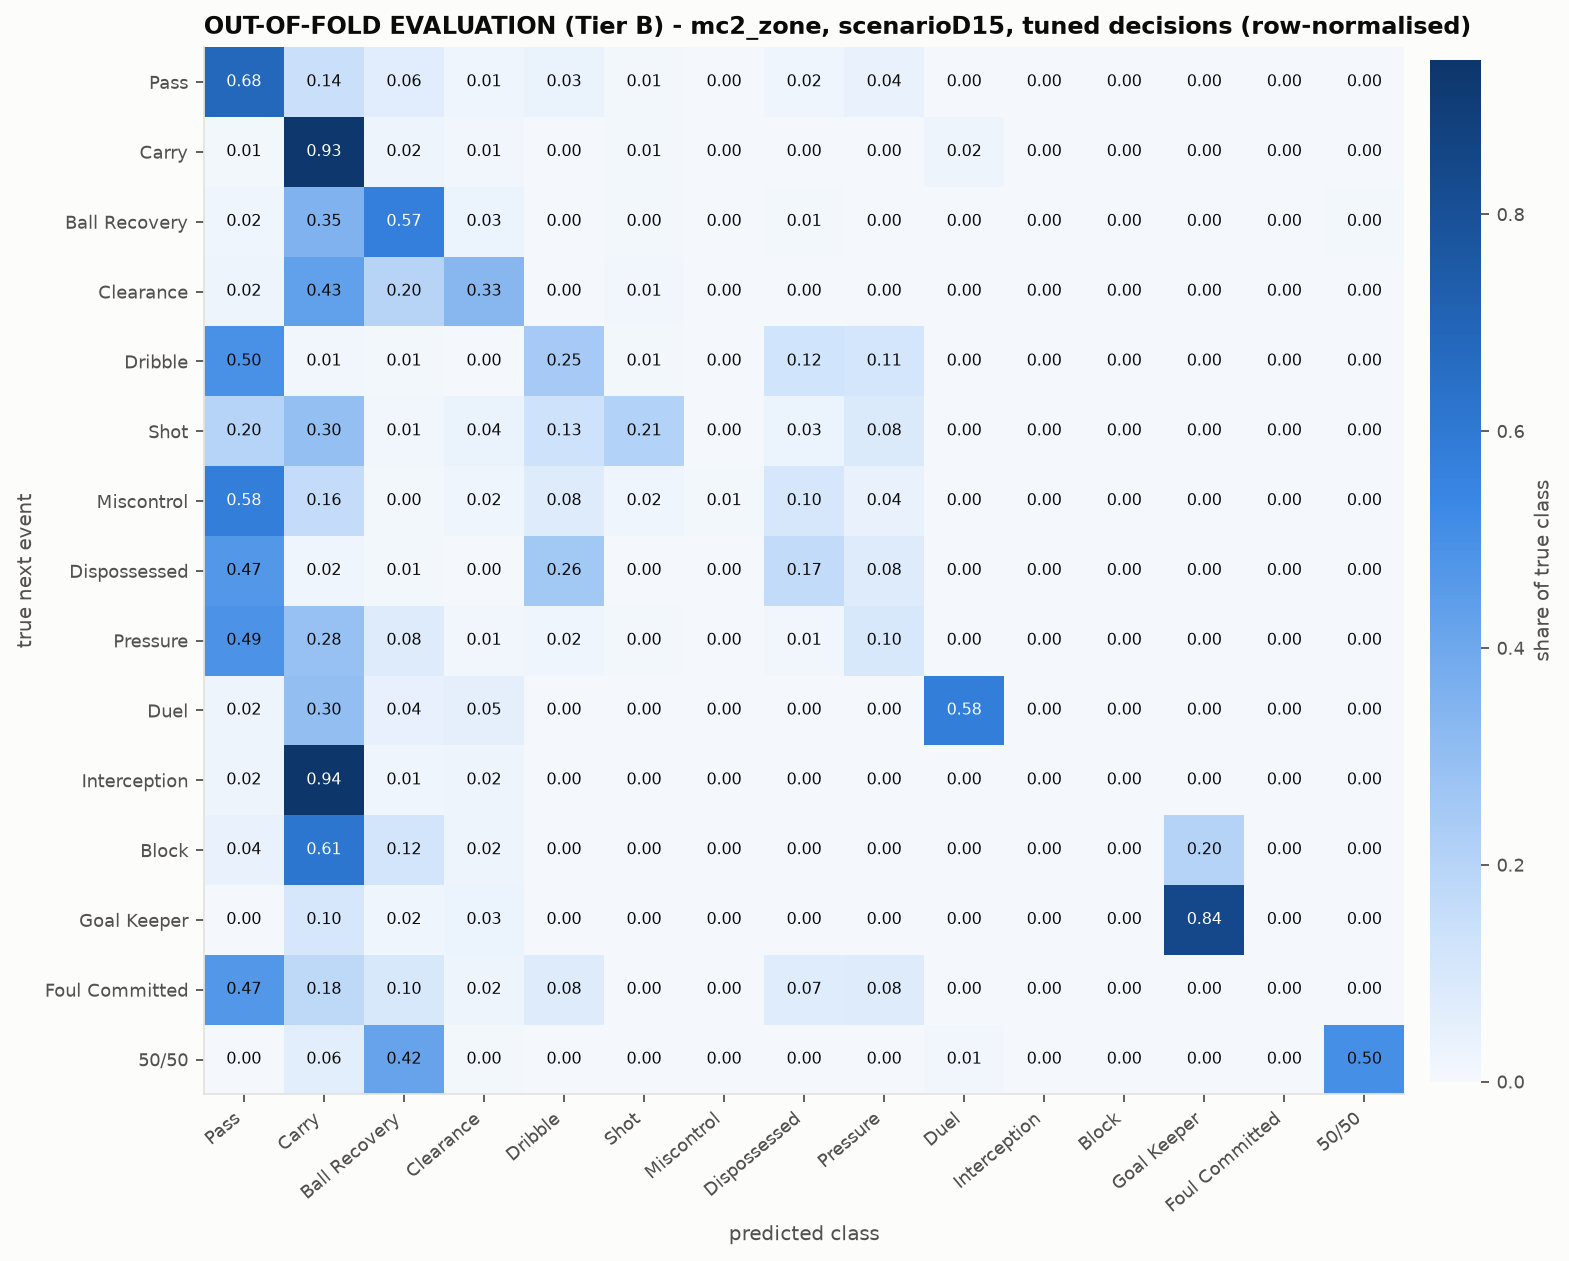 OUT-OF-FOLD EVALUATION (Tier B) - mc2_zone, scenarioD15, tuned decisions (row-normalised)
Pass 0.68 0.14 0.06 0.01 0.03 0.01 0.00 0.02 0.04 0.00 0.00 0.00 0.00 0.00 0.00
Carry 0.01 0.93 0.02 0.01 0.00 0.01 0.00 0.00 0.00 0.02 0.00 0.00 0.00 0.00 0.00
Ball Recovery 0.02 0.35 0.57 0.03 0.00 0.00 0.00 0.01 0.00 0.00 0.00 0.00 0.00 0.00 0.00
Clearance 0.02 0.43 0.20 0.33 0.00 0.01 0.00 0.00 0.00 0.00 0.00 0.00 0.00 0.00 0.00
Dribble 0.50 0.01 0.01 0.00 0.25 0.01 0.00 0.12 0.11 0.00 0.00 0.00 0.00 0.00 0.00
Shot 0.20 0.30 0.01 0.04 0.13 0.21 0.00 0.03 0.08 0.00 0.00 0.00 0.00 0.00 0.00
Miscontrol 0.58 0.16 0.00 0.02 0.08 0.02 0.01 0.10 0.04 0.00 0.00 0.00 0.00 0.00 0.00
Dispossessed 0.47 0.02 0.01 0.00 0.26 0.00 0.00 0.17 0.08 0.00 0.00 0.00 0.00 0.00 0.00
Pressure 0.49 0.28 0.08 0.01 0.02 0.00 0.00 0.01 0.10 0.00 0.00 0.00 0.00 0.00 0.00
Duel 0.02 0.30 0.04 0.05 0.00 0.00 0.00 0.00 0.00 0.58 0.00 0.00 0.00 0.00 0.00
Interception 0.02 0.94 0.01 0.02 0.00 0.00 0.00 0.00 0.00 0.00 0.00 0.00 0.00 0.00 0.00
Block 0.04 0.61 0.12 0.02 0.00 0.00 0.00 0.00 0.00 0.00 0.00 0.00 0.20 0.00 0.00
Goal Keeper 0.00 0.10 0.02 0.03 0.00 0.00 0.00 0.00 0.00 0.00 0.00 0.00 0.84 0.00 0.00
Foul Committed 0.47 0.18 0.10 0.02 0.08 0.00 0.00 0.07 0.08 0.00 0.00 0.00 0.00 0.00 0.00
50/50 0.00 0.06 0.42 0.00 0.00 0.00 0.00 0.00 0.00 0.01 0.00 0.00 0.00 0.00 0.50
true next event
Pass
Carry
Ball Recovery
Clearance
Dribble
Shot
Miscontrol
Dispossessed
Pressure
Duel
Interception
Block
Goal Keeper
Foul Committed
50/50
predicted class
0.8
0.6
0.4
0.2
0.0
share of true class